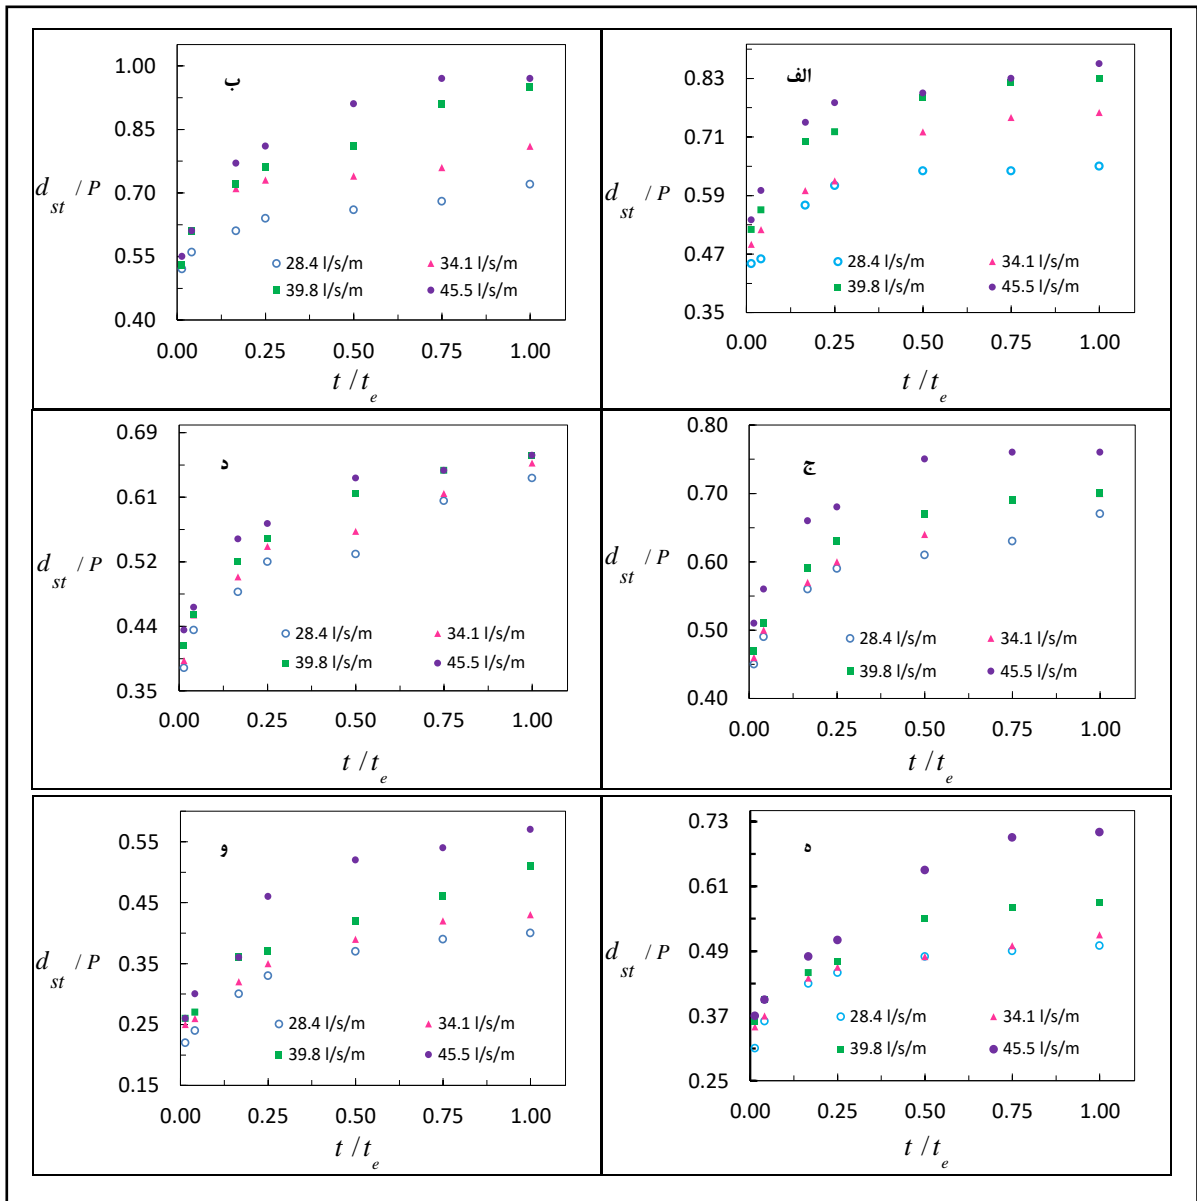 ب
1.00
0.85
0.70
0.55
0.40
d_st / P
28.4 l/s/m
34.1 l/s/m
39.8 l/s/m
45.5 l/s/m
0.00 0.25 0.50 0.75 1.00
t / t_e
الف
0.83
0.71
0.59
0.47
0.35
d_st / P
28.4 l/s/m
34.1 l/s/m
39.8 l/s/m
45.5 l/s/m
0.00 0.25 0.50 0.75 1.00
t / t_e
د
0.69
0.61
0.52
0.44
0.35
d_st / P
28.4 l/s/m
34.1 l/s/m
39.8 l/s/m
45.5 l/s/m
0.00 0.25 0.50 0.75 1.00
t / t_e
ج
0.80
0.70
0.60
0.50
0.40
d_st / P
28.4 l/s/m
34.1 l/s/m
39.8 l/s/m
45.5 l/s/m
0.00 0.25 0.50 0.75 1.00
t / t_e
و
0.55
0.45
0.35
0.25
0.15
d_st / P
28.4 l/s/m
34.1 l/s/m
39.8 l/s/m
45.5 l/s/m
0.00 0.25 0.50 0.75 1.00
t / t_e
ه
0.73
0.61
0.49
0.37
0.25
d_st / P
28.4 l/s/m
34.1 l/s/m
39.8 l/s/m
45.5 l/s/m
0.00 0.25 0.50 0.75 1.00
t / t_e